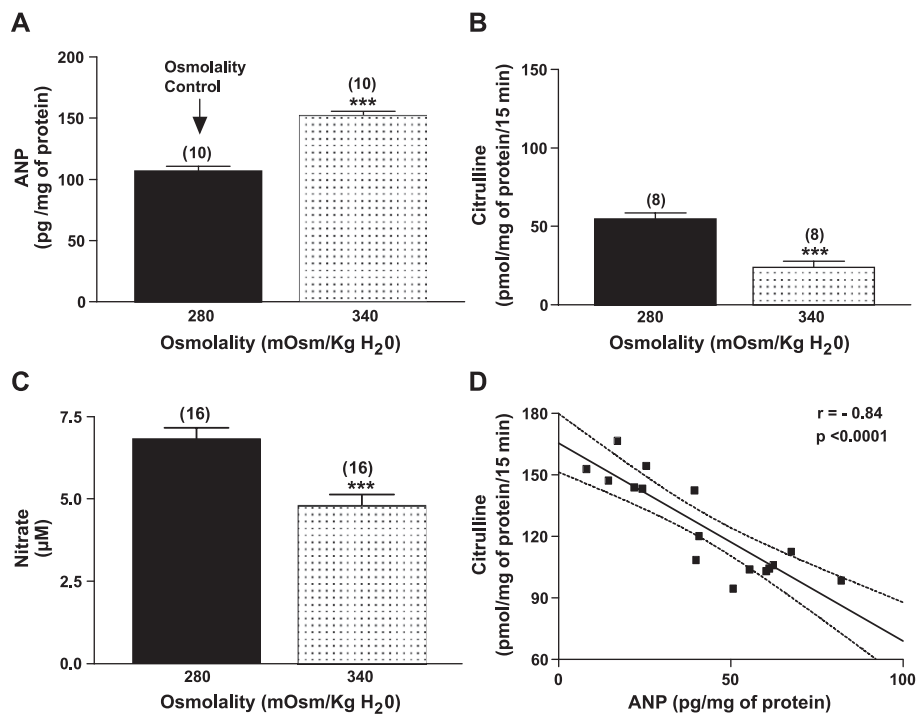 A
ANP
(pg /mg of protein)
200
150
100
50
0
Osmolality
Control
(10)
(10)
***
280
340
Osmolality (mOsm/Kg H20)
B
Citrulline
(pmol/mg of protein/15 min)
150
100
50
0
(8)
(8)
***
280
340
Osmolality (mOsm/Kg H20)
C
Nitrate
(µM)
7.5
5.0
2.5
0.0
(16)
(16)
***
280
340
Osmolality (mOsm/Kg H20)
D
Citrulline
(pmol/mg of protein/15 min)
180
150
120
90
60
r = - 0.84
p <0.0001
0
50
100
ANP (pg/mg of protein)